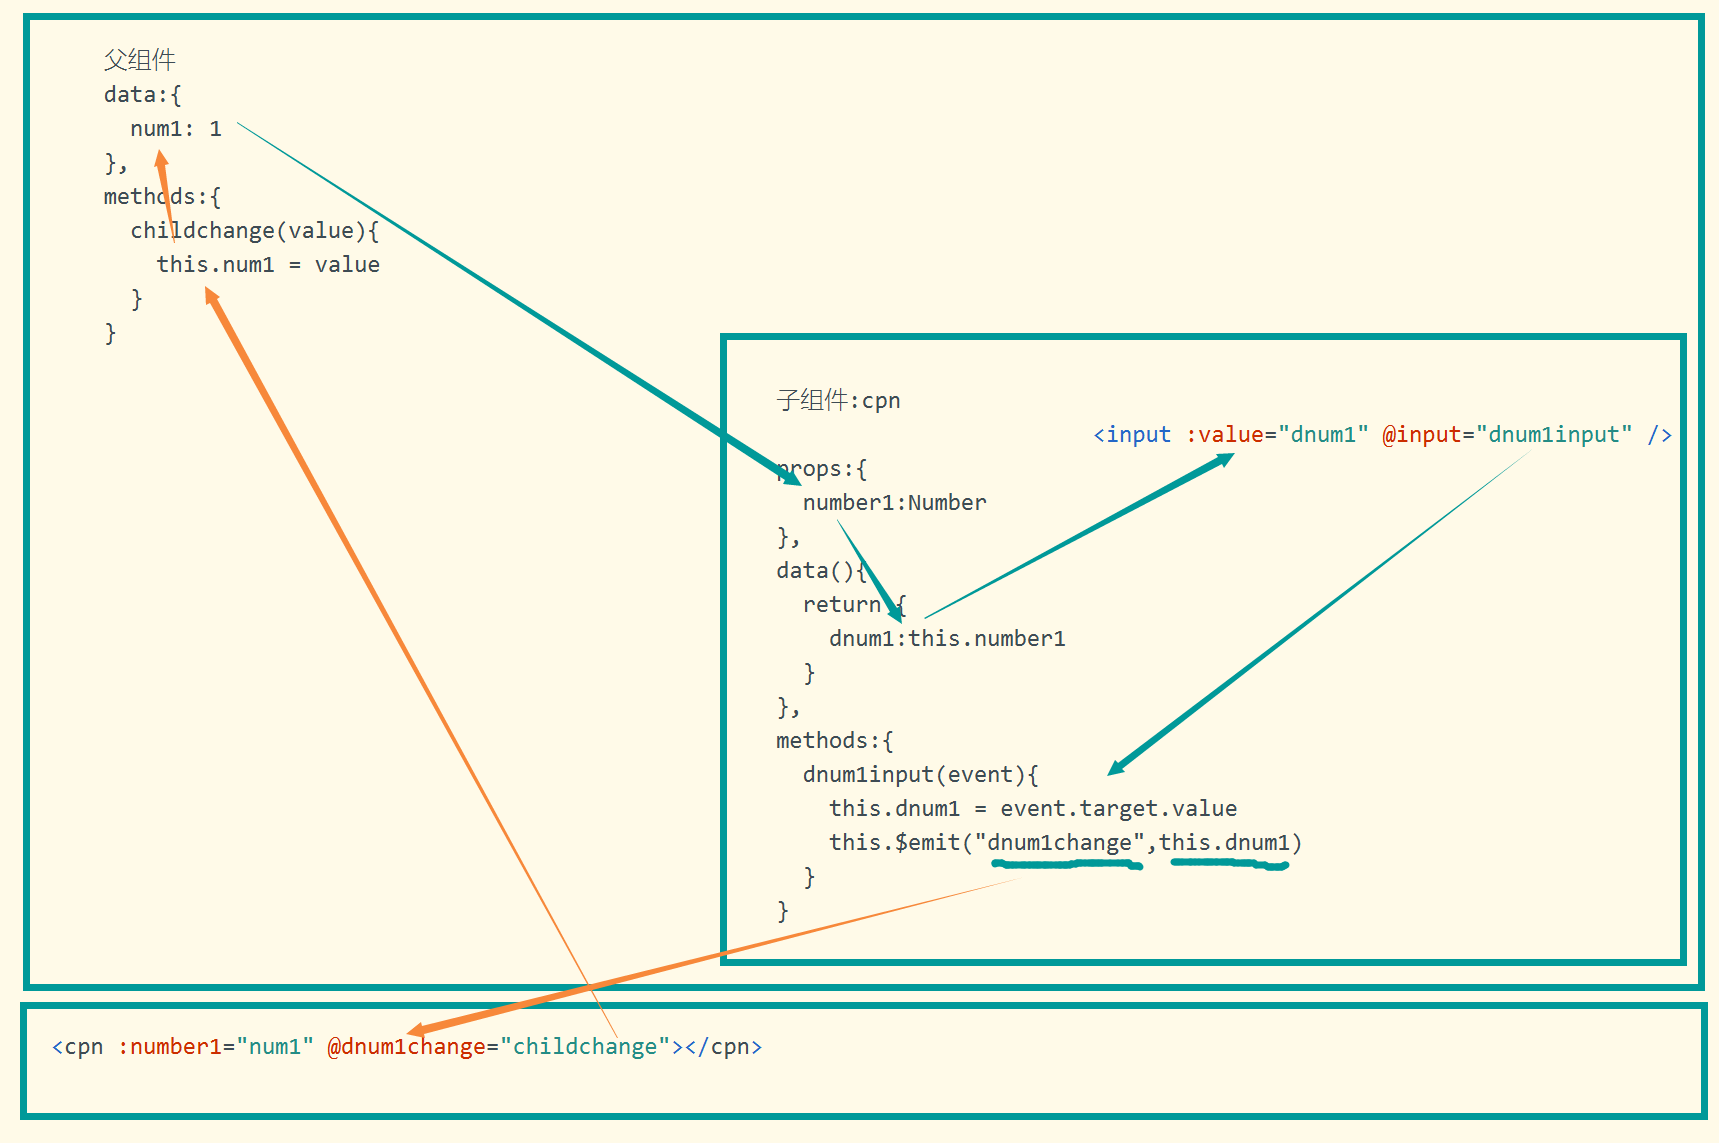 父组件
data:{
num1: 1
},
methods:{
childchange(value){
this.num1 = value
}
}
子组件:cpn
<input :value="dnum1" @input="dnum1input" />
props:{
number1:Number
},
data(){
return {
dnum1:this.number1
}
},
methods:{
dnum1input(event){
this.dnum1 = event.target.value
this.$emit("dnum1change",this.dnum1)
}
}
<cpn :number1="num1" @dnum1change="childchange"></cpn>